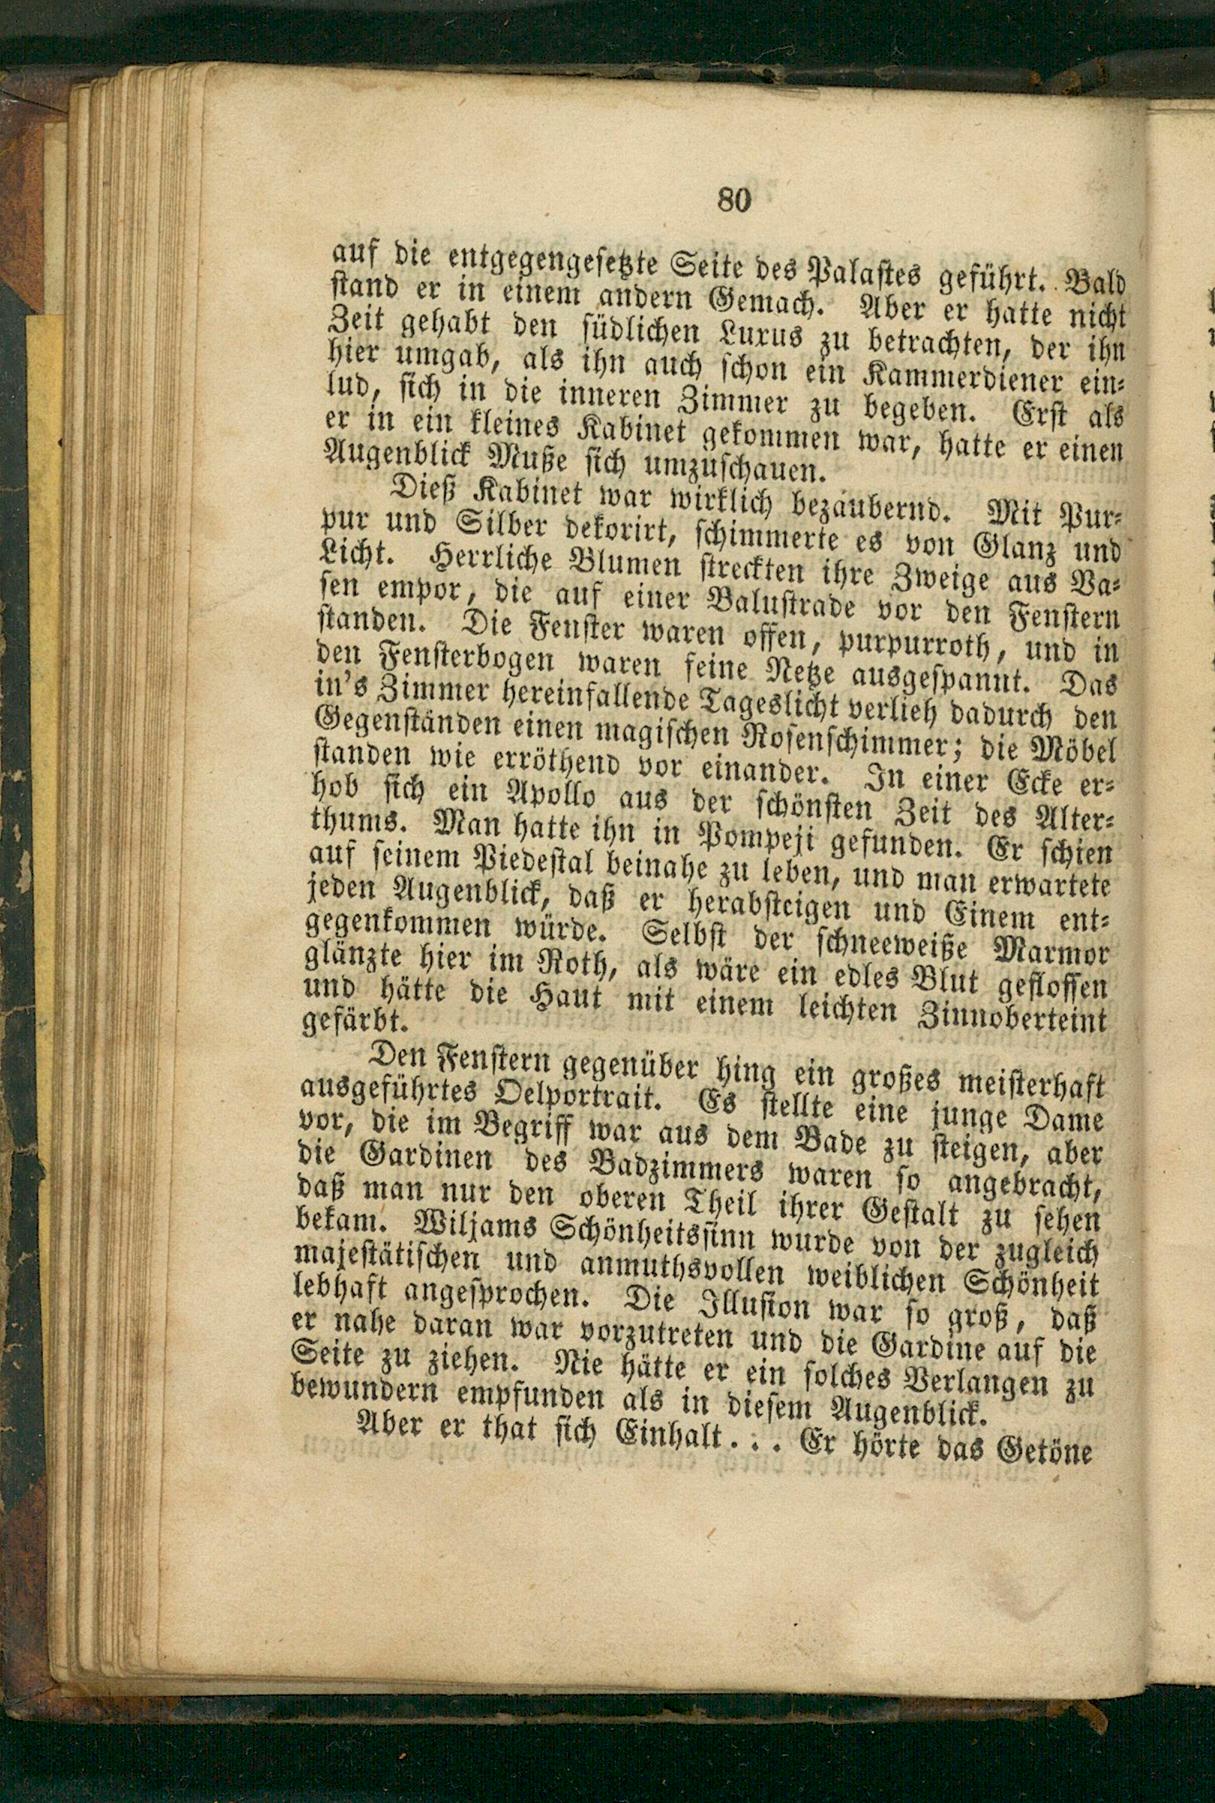 80
auf die entgegengesetzte Seite des Palastes geführt. Bald
stand er in einem andern Gemach. Aber er hatte nicht
Zeit gehabt den südlichen Luxus zu betrachten, der ihn
hier umgab, als ihn auch schon ein Kammerdiener ein-
lud, sich in die inneren Zimmer zu begeben. Erst als
er in ein kleines Kabinet gekommen war, hatte er einen
Augenblick Muße sich umzuschauen.
Dieß Kabinet war wirklich bezaubernd. Mit Pur-
pur und Silber dekorirt, schimmerte es von Glanz und
Licht. Herrliche Blumen streckten ihre Zweige aus Va-
sen empor, die auf einer Balustrade vor den Fenstern
standen. Die Fenster waren offen, purpurroth, und in
den Fensterbogen waren feine Netze ausgespannt. Das
in's Zimmer hereinfallende Tageslicht verlieh dadurch den
Gegenständen einen magischen Rosenschimmer; die Möbel
standen wie erröthend vor einander. In einer Ecke er-
hob sich ein Apollo aus der schönsten Zeit des Alter-
thums. Man hatte ihn in Pompeji gefunden. Er schien
auf seinem Piedestal beinahe zu leben, und man erwartete
jeden Augenblick, daß er herabsteigen und Einem ent-
gegenkommen würde. Selbst der schneeweiße Marmor
glänzte hier im Roth, als wäre ein edles Blut geflossen
und hätte die Haut mit einem leichten Zinnoberteint
gefärbt.
Den Fenstern gegenüber hing ein großes meisterhaft
ausgeführtes Oelportrait. Es stellte eine junge Dame
vor, die im Begriff war aus dem Bade zu steigen, aber
die Gardinen des Badzimmers waren so angebracht,
daß man nur den oberen Theil ihrer Gestalt zu sehen
bekam. Wiljams Schönheitssinn wurde von der zugleich
majestätischen und anmuthsvollen weiblichen Schönheit
lebhaft angesprochen. Die Illusion war so groß, daß
er nahe daran war vorzutreten und die Gardine auf die
Seite zu ziehen. Nie hätte er ein solches Verlangen zu
bewundern empfunden als in diesem Augenblick.
Aber er that sich Einhalt... Er hörte das Getöne